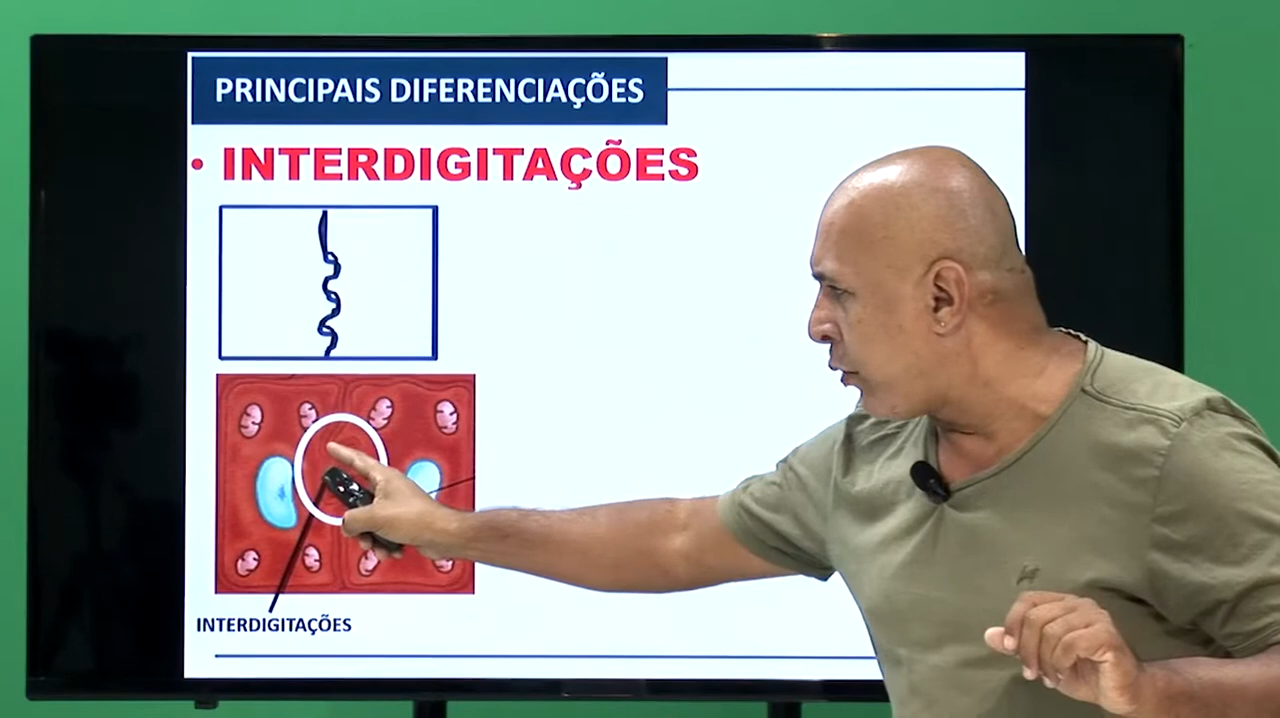 PRINCIPAIS DIFERENCIAÇÕES
• INTERDIGITAÇÕES
INTERDIGITAÇÕES